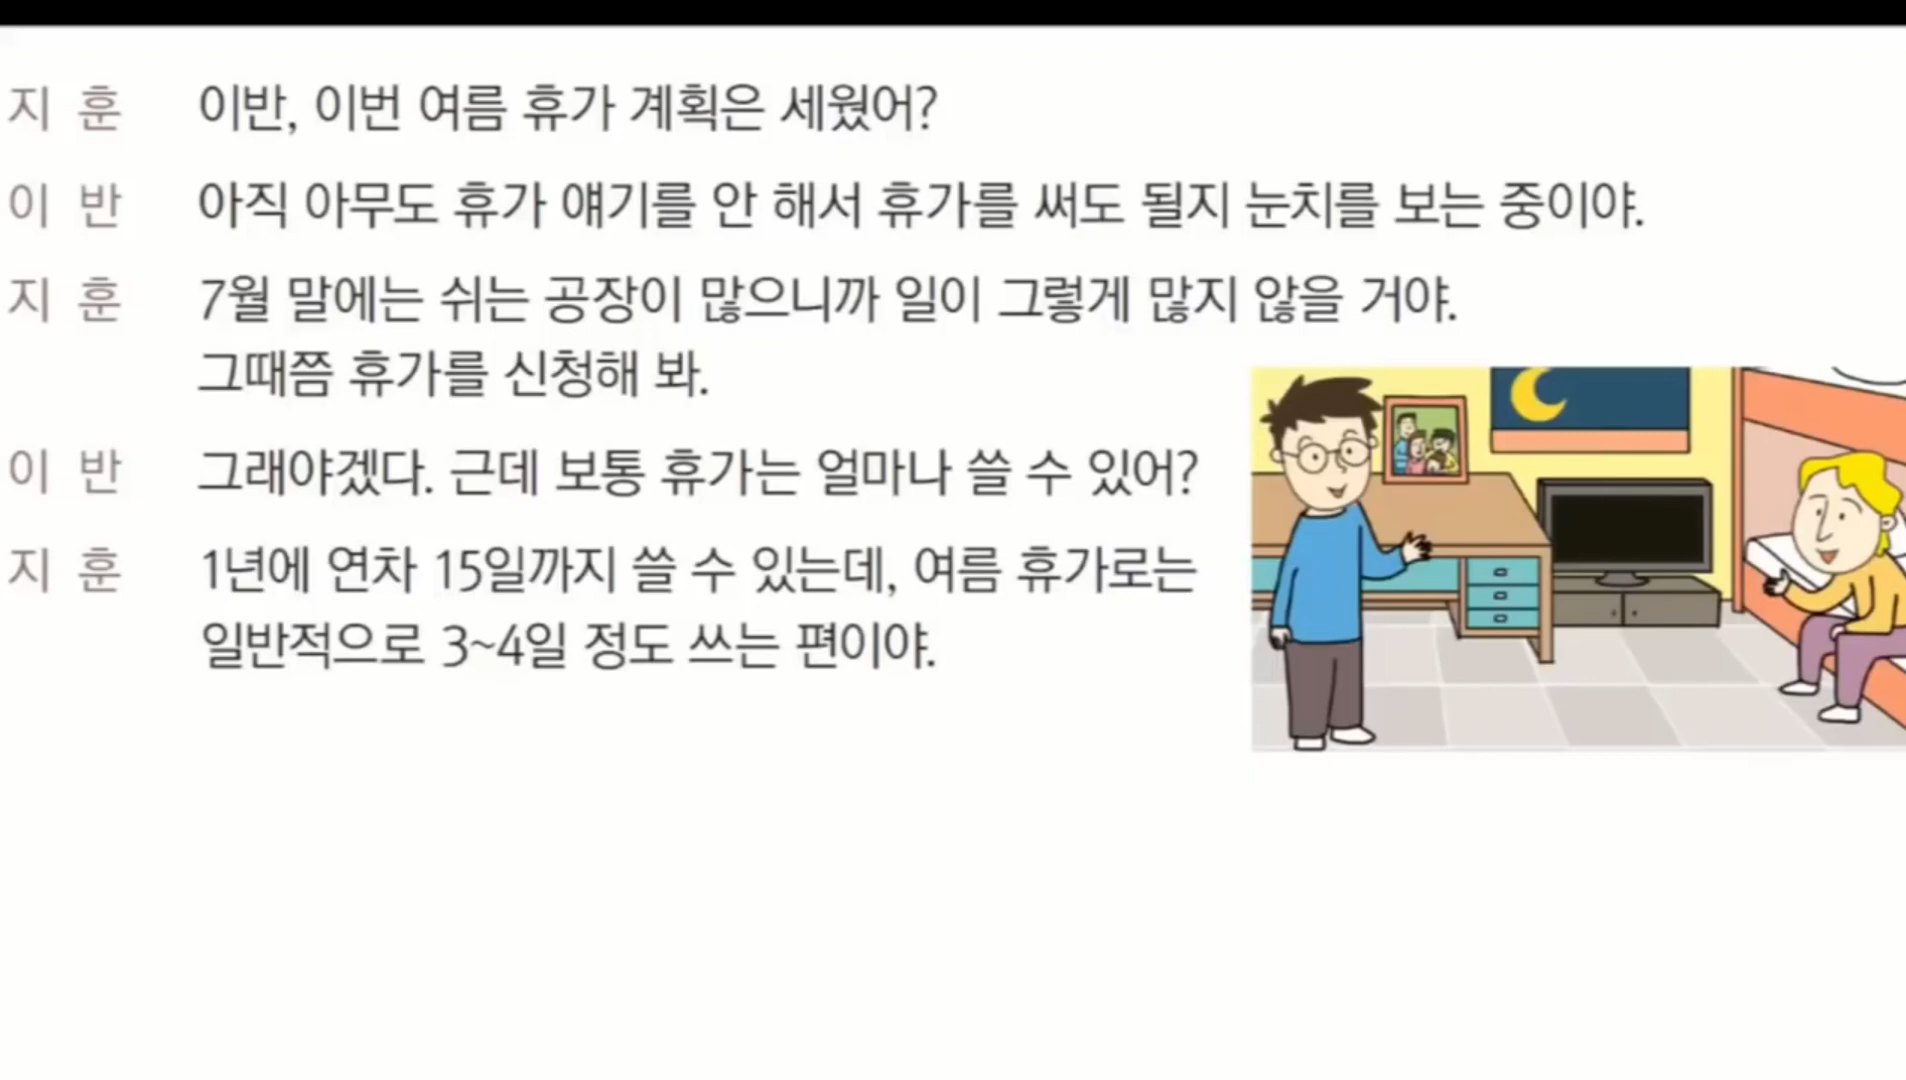 지 훈 이반, 이번 여름 휴가 계획은 세웠어?
이 반 아직 아무도 휴가 얘기를 안 해서 휴가를 써도 될지 눈치를 보는 중이야.
지 훈 7월 말에는 쉬는 공장이 많으니까 일이 그렇게 많지 않을 거야.
그때쯤 휴가를 신청해 봐.
이 반 그래야겠다. 근데 보통 휴가는 얼마나 쓸 수 있어?
지 훈 1년에 연차 15일까지 쓸 수 있는데, 여름 휴가로는
일반적으로 3~4일 정도 쓰는 편이야.